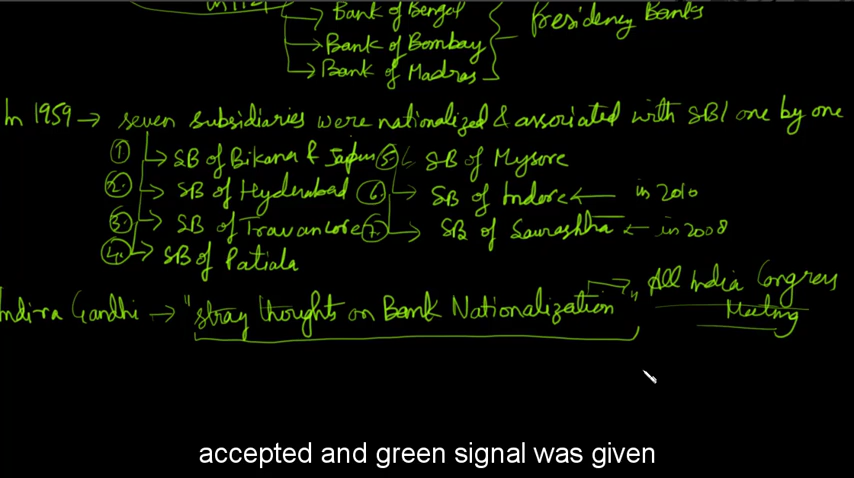 Bank of Bengal
Bank of Bombay
Bank of Madras
Presidency Banks
In 1959 → seven subsidiaries were nationalized & associated with SBI one by one
① SB of Bikana & Jaipur ⑤ SB of Mysore
②. SB of Hyderabad ⑥ SB of Indore ← in 2010
③. SB of Travancore ⑦. SB of Saurashtra ← in 2008
④. SB of Patiala
Indira Gandhi → "stray thoughts on Bank Nationalization" → All India Congress
Meeting
accepted and green signal was given